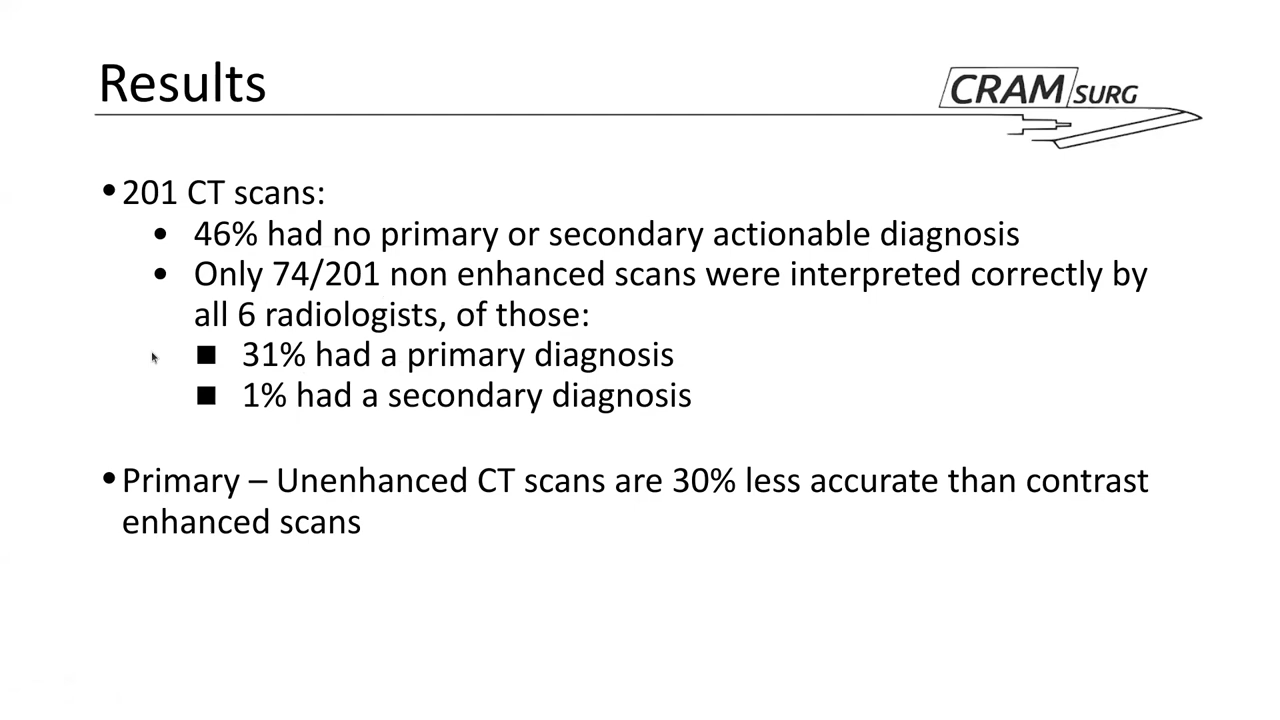 Results
CRAM SURG
•201 CT scans:
• 46% had no primary or secondary actionable diagnosis
• Only 74/201 non enhanced scans were interpreted correctly by
all 6 radiologists, of those:
■ 31% had a primary diagnosis
■ 1% had a secondary diagnosis
•Primary – Unenhanced CT scans are 30% less accurate than contrast
enhanced scans